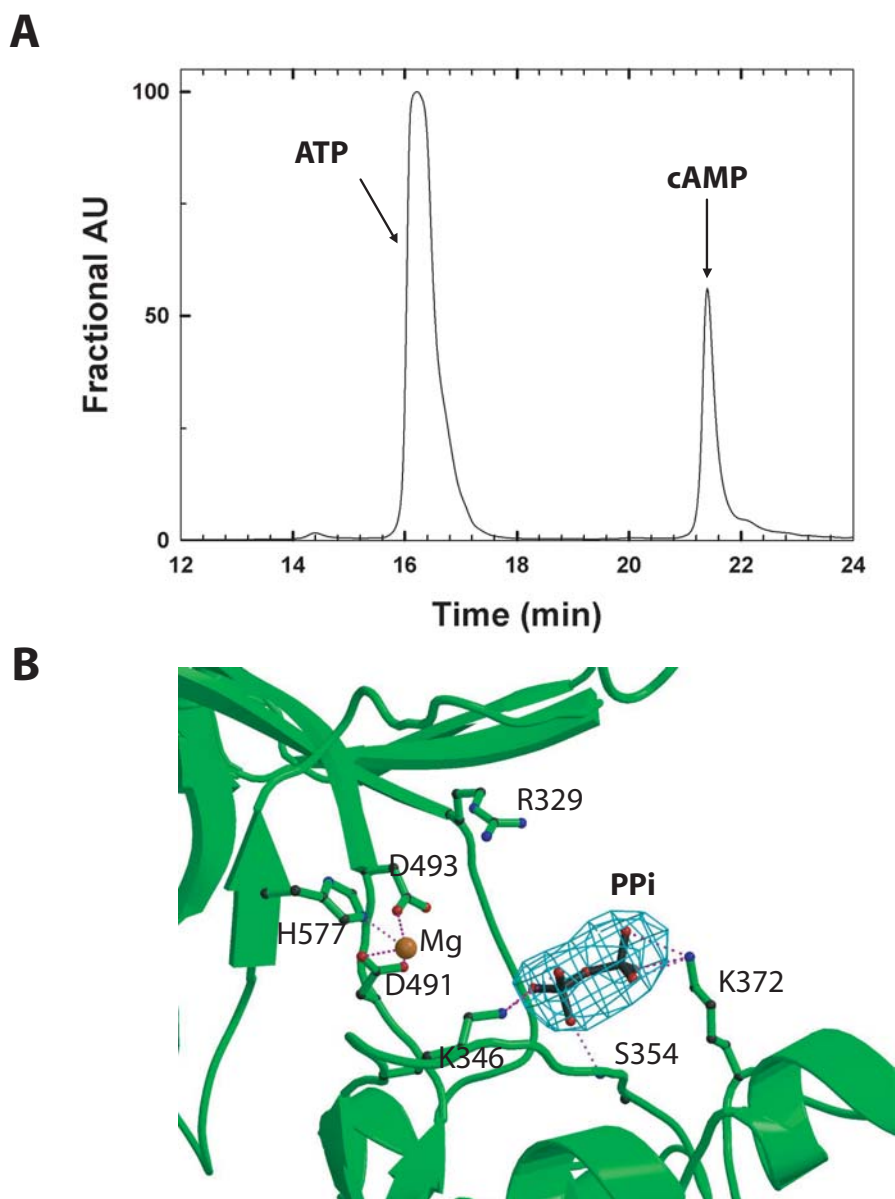 A
100
50
0
Fractional AU
ATP
cAMP
12 14 16 18 20 22 24
Time (min)
B
R329
D493
PPi
H577
Mg
D491
K372
K346
S354